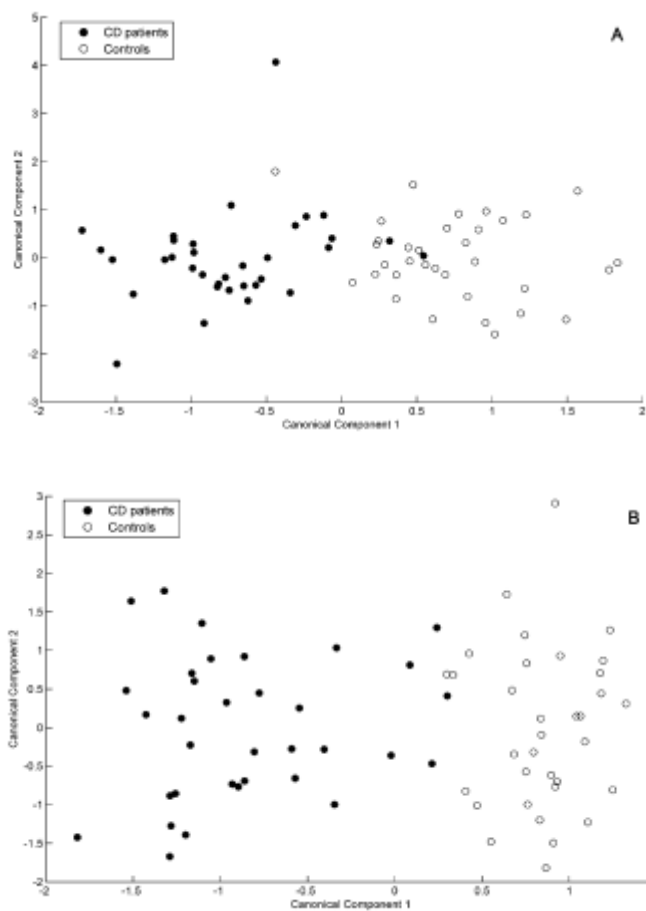 5
CD patients
Controls
A
4
3
2
1
0
-1
-2
-3
Canonical Component 2
-2 -1.5 -1 -0.5 0 0.5 1 1.5 2
Canonical Component 1
3
CD patients
Controls
B
2.5
2
1.5
1
0.5
0
-0.5
-1
-1.5
-2
Canonical Component 2
-2 -1.5 -1 -0.5 0 0.5 1
Canonical Component 1